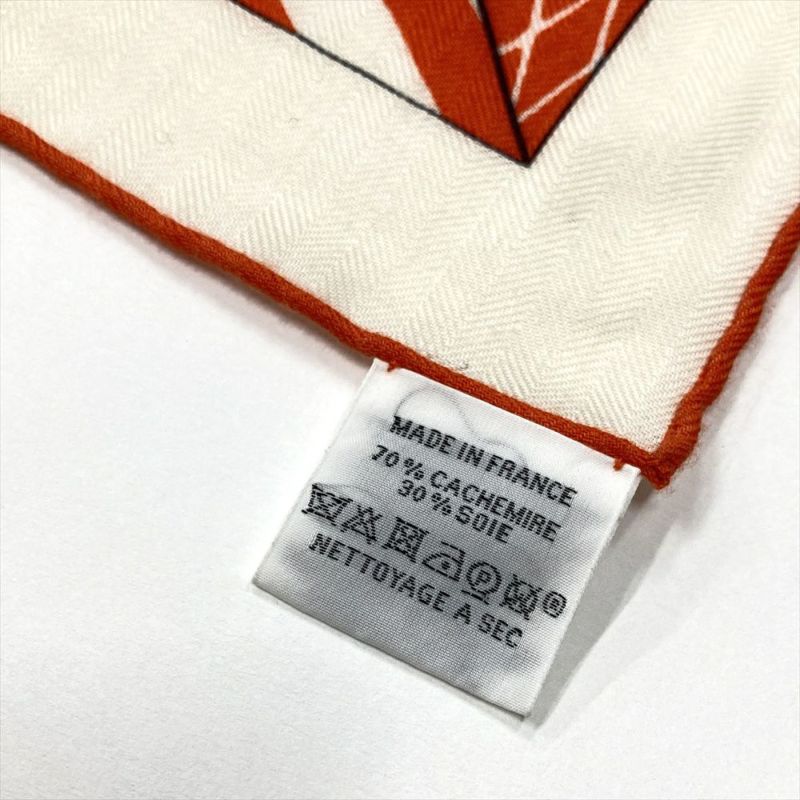 MADE IN FRANCE
70% CACHEMIRE
30% SOIE
P ®
NETTOYAGE A SEC